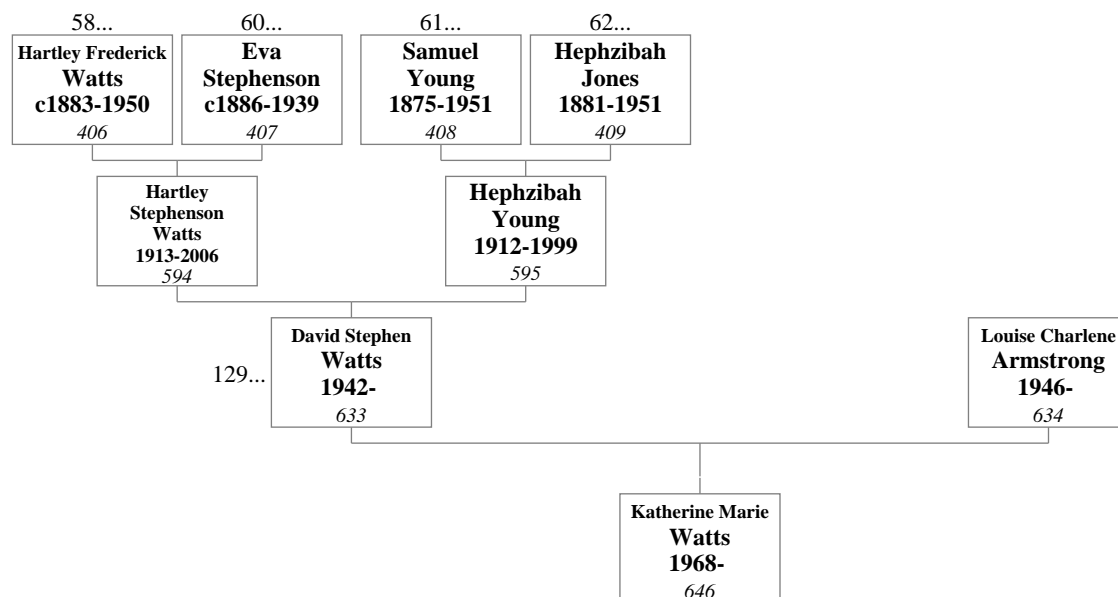 58...
Hartley Frederick
Watts
c1883-1950
406
60...
Eva
Stephenson
c1886-1939
407
61...
Samuel
Young
1875-1951
408
62...
Hephzibah
Jones
1881-1951
409
Hartley
Stephenson
Watts
1913-2006
594
Hephzibah
Young
1912-1999
595
129...
David Stephen
Watts
1942-
633
Louise Charlene
Armstrong
1946-
634
Katherine Marie
Watts
1968-
646